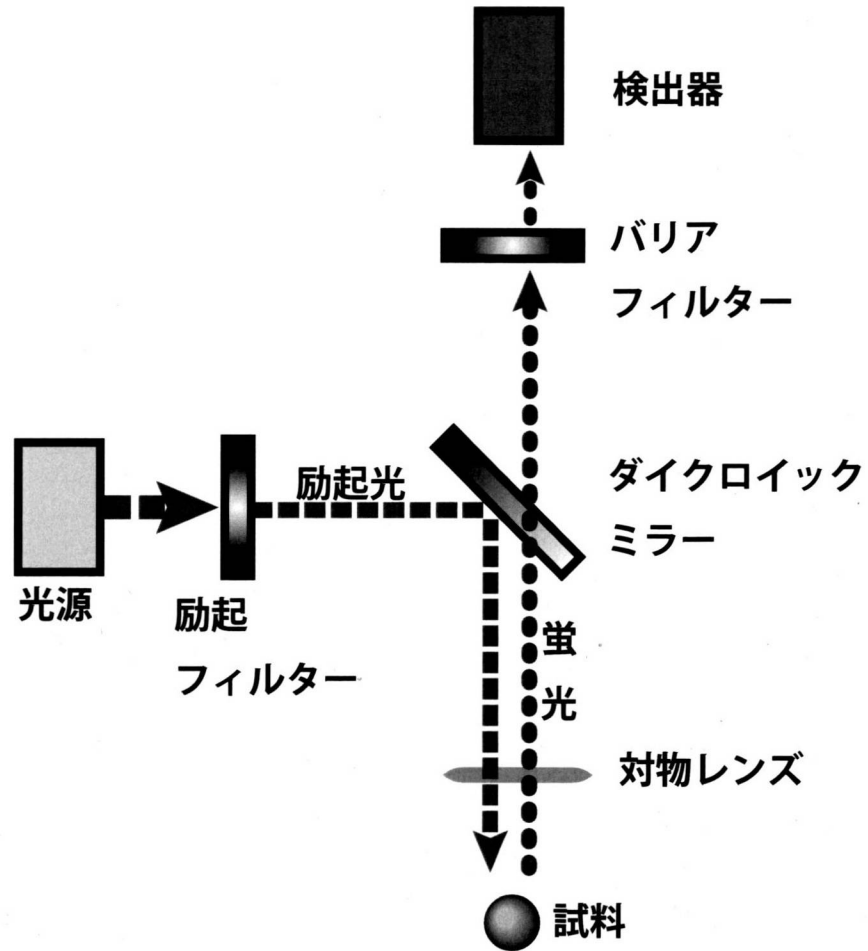 検出器
バリア
フィルター
励起光
ダイクロイック
ミラー
光源
励起
フィルター
蛍
光
対物レンズ
試料